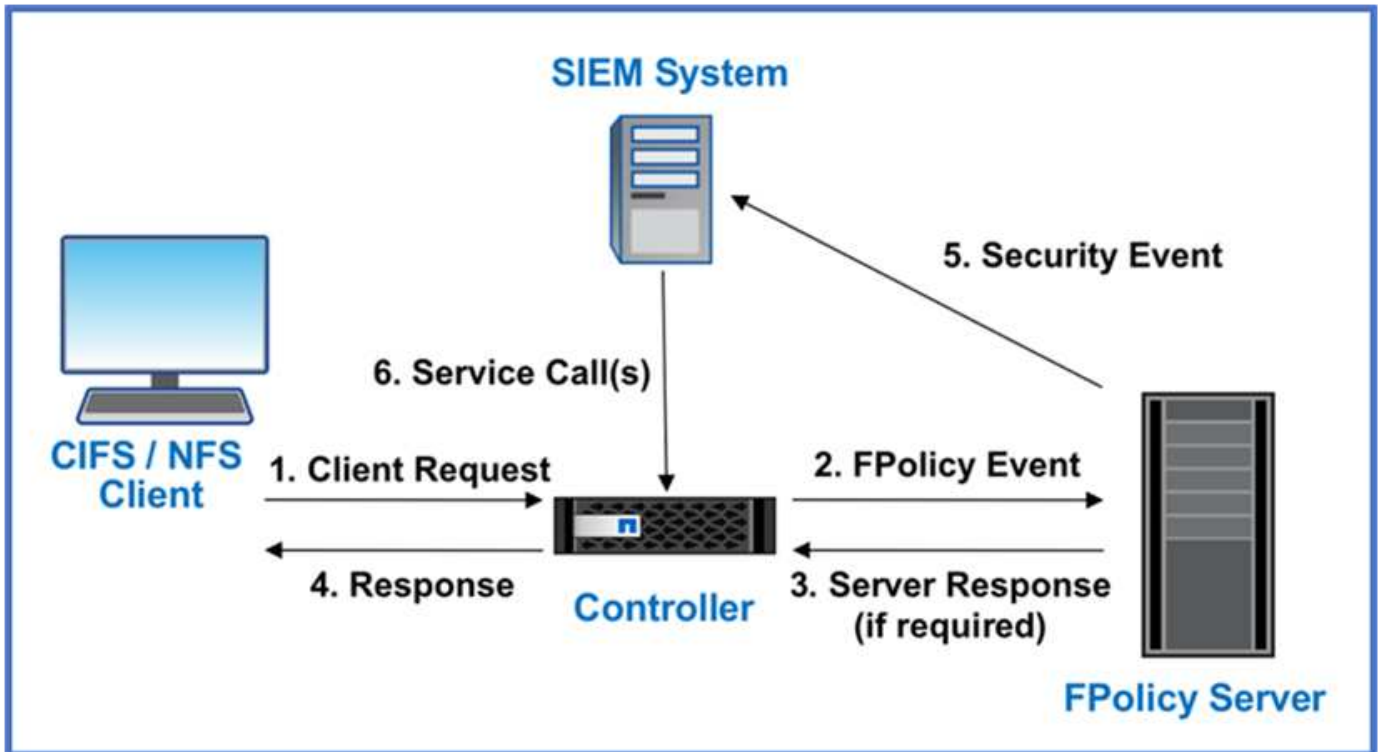 SIEM System
5. Security Event
6. Service Call(s)
CIFS / NFS
Client
1. Client Request
2. FPolicy Event
4. Response
Controller
3. Server Response
(if required)
FPolicy Server